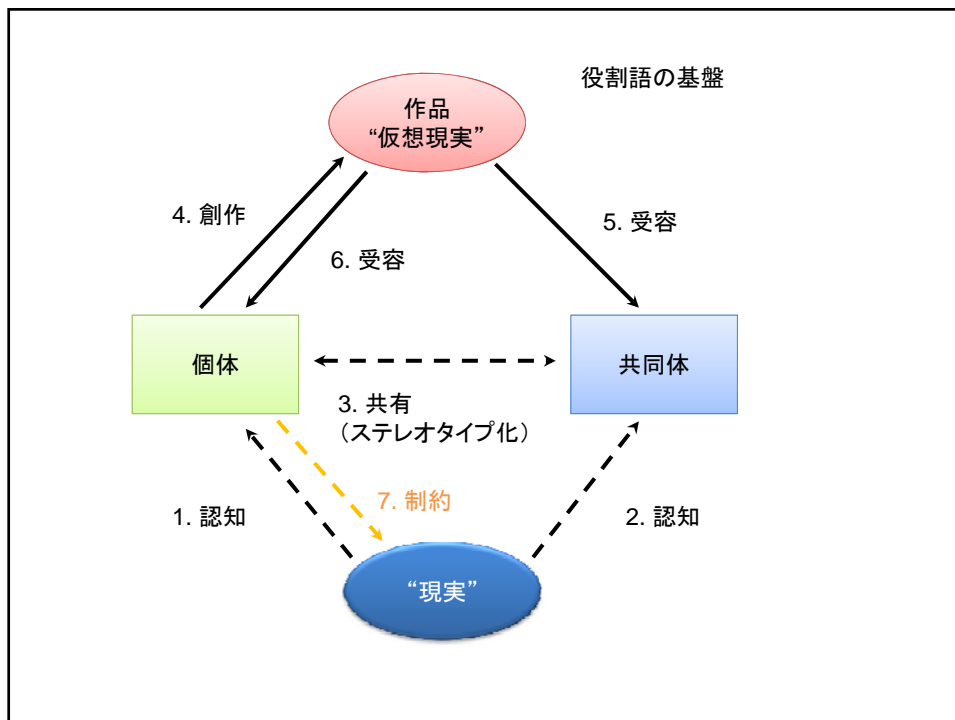 役割語の基盤
作品
“仮想現実”
4. 創作
5. 受容
6. 受容
個体
共同体
3. 共有
（ステレオタイプ化）
7. 制約
1. 認知
2. 認知
“現実”